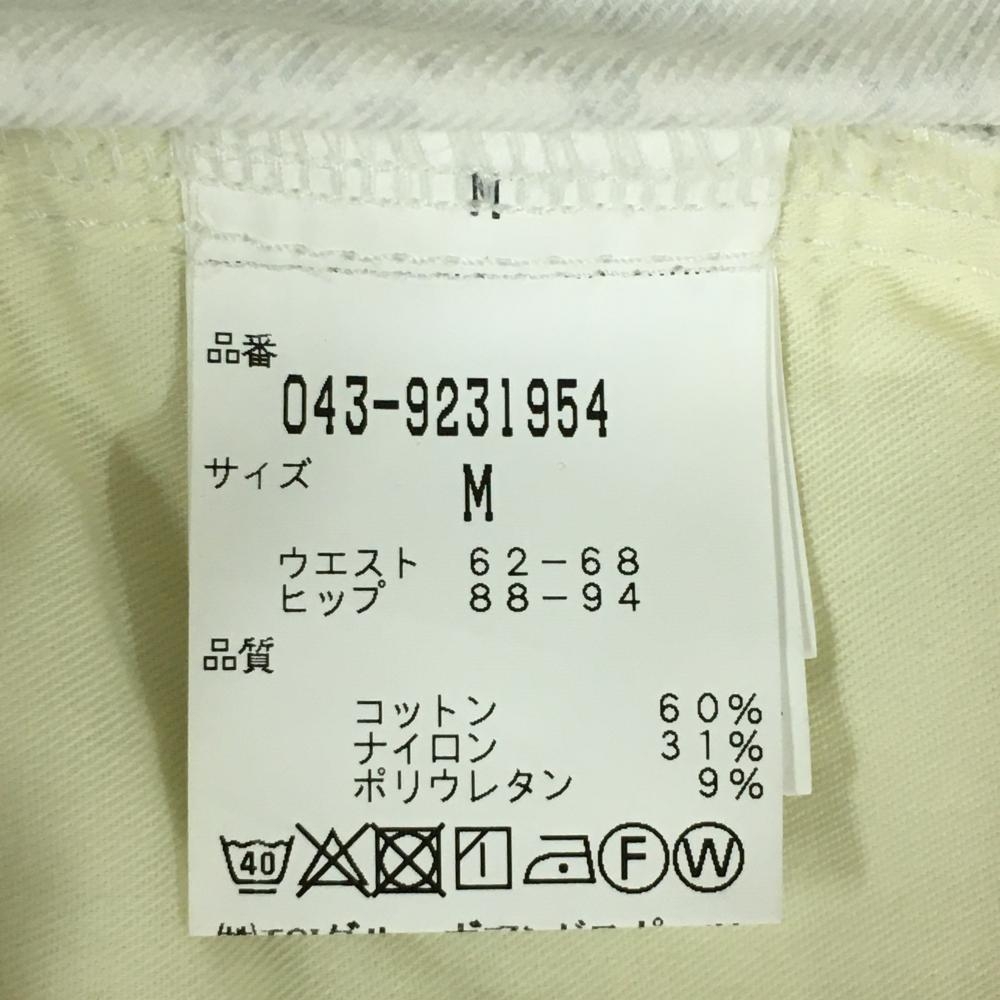 M
品番
043-9231954
サイズ
M
ウエスト 62-68
ヒップ 88-94
品質
コットン 60%
ナイロン 31%
ポリウレタン 9%
40 F W